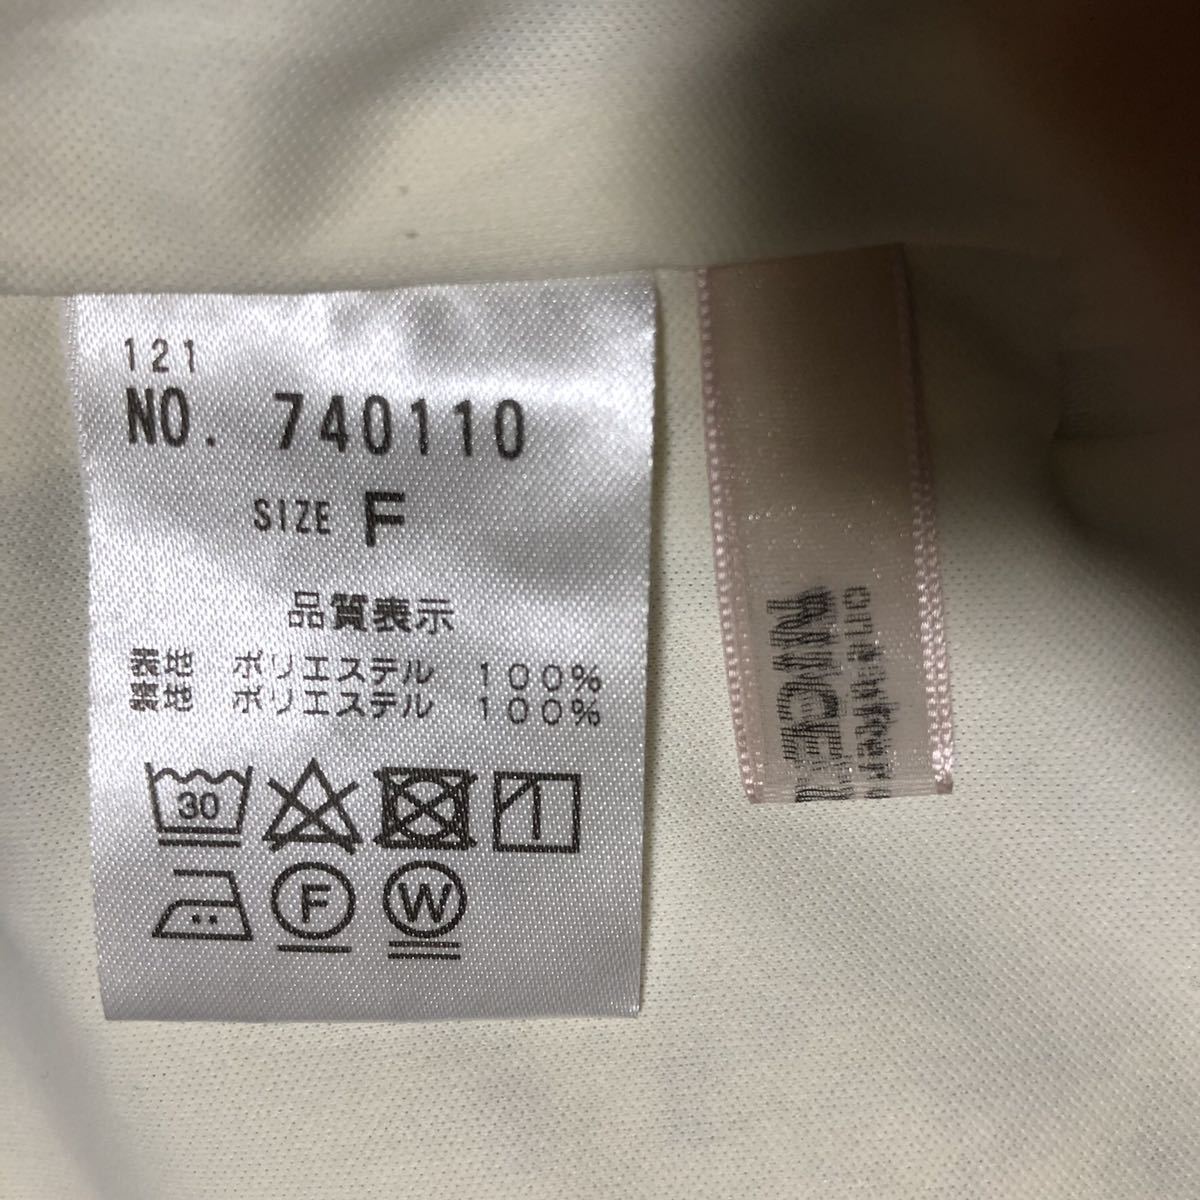 121
NO. 740110
SIZE F
品質表示
表地 ポリエステル 100%
裏地 ポリエステル 100%
30
F
W